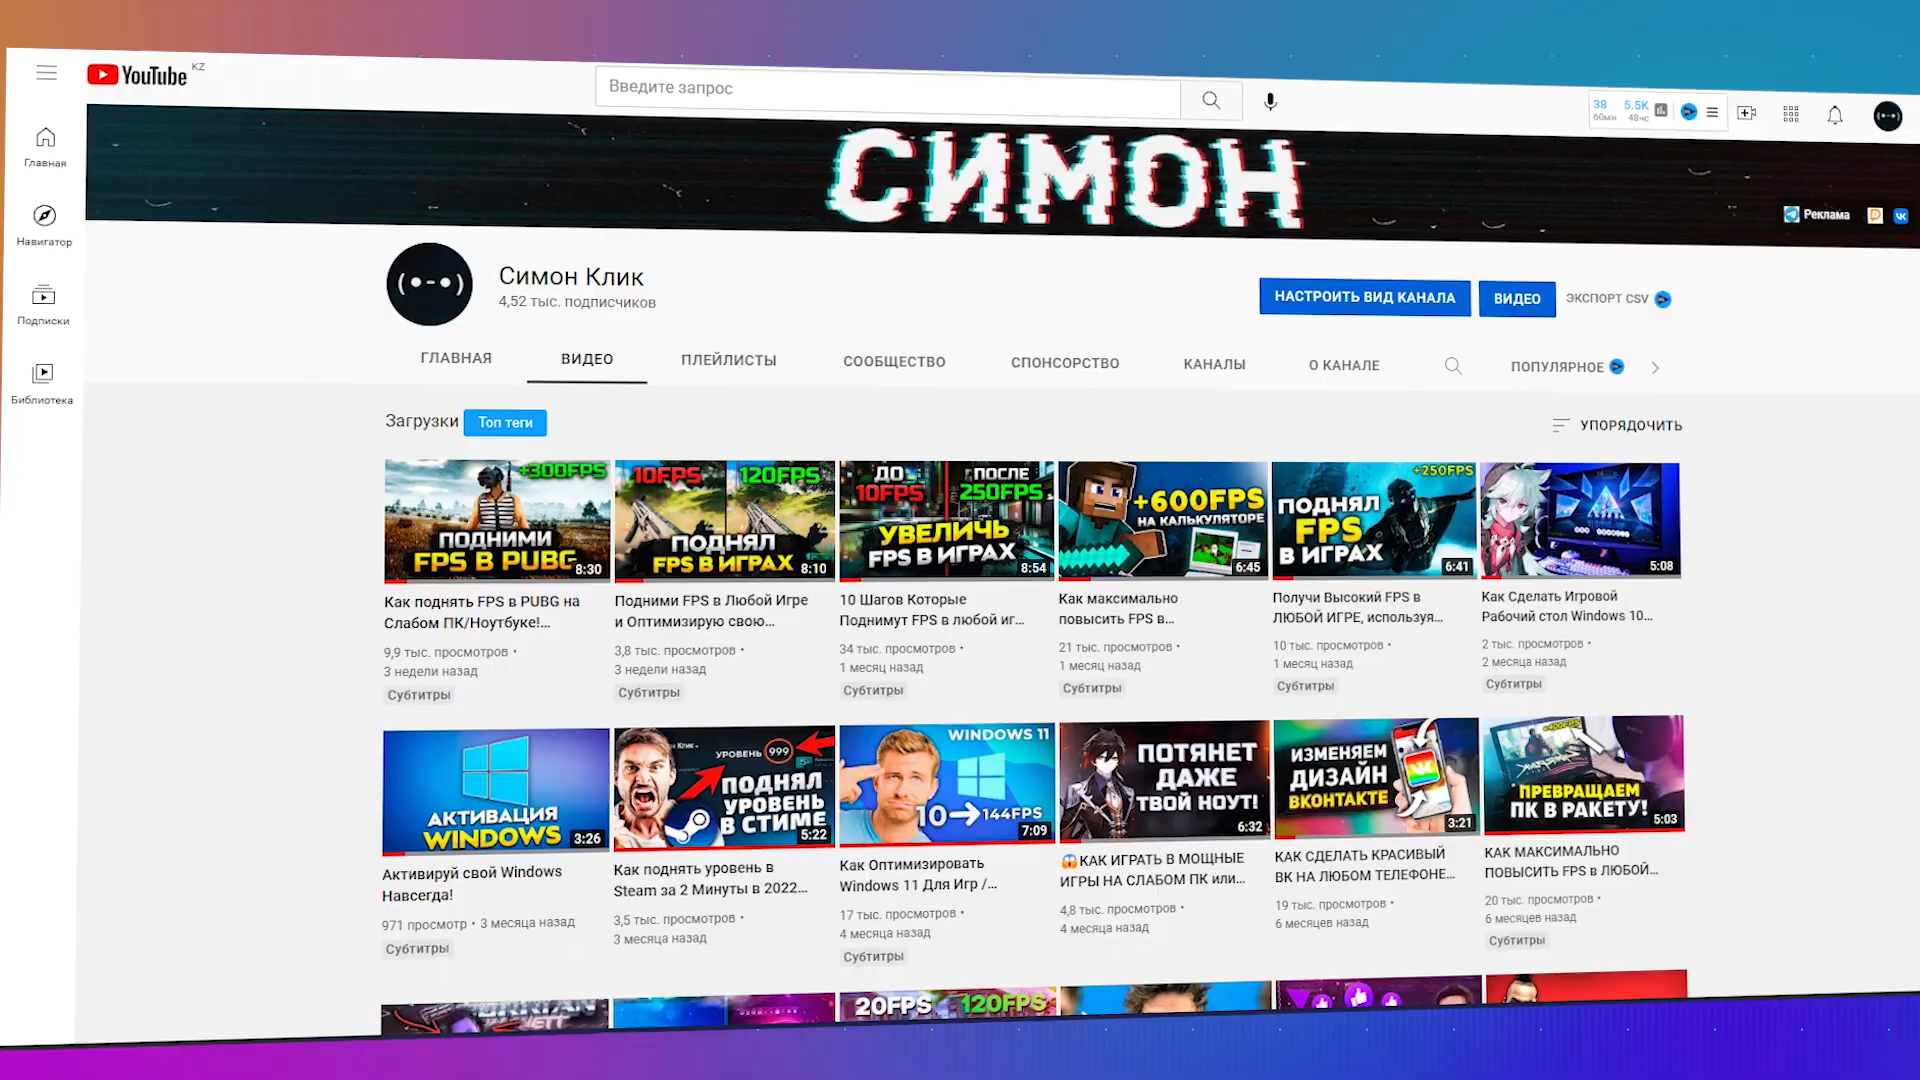 YouTube KZ
Введите запрос
38 5.5K
60мн 48чс
Главная
Навигатор
Подписки
Библиотека
СИМОН
Реклама
Симон Клик
4,52 тыс. подписчиков
НАСТРОИТЬ ВИД КАНАЛА
ВИДЕО
ЭКСПОРТ CSV
ГЛАВНАЯ
ВИДЕО
ПЛЕЙЛИСТЫ
СООБЩЕСТВО
СПОНСОРСТВО
КАНАЛЫ
О КАНАЛЕ
ПОПУЛЯРНОЕ
Загрузки
Топ теги
УПОРЯДОЧИТЬ
+300FPS
ПОДНИМИ
FPS В PUBG
8:30
Как поднять FPS в PUBG на
Слабом ПК/Ноутбуке!...
9,9 тыс. просмотров •
3 недели назад
Субтитры
10FPS 120FPS
ПОДНЯЛ
FPS В ИГРАХ
8:10
Подними FPS в Любой Игре
и Оптимизирую свою...
3,8 тыс. просмотров •
3 недели назад
Субтитры
ДО ПОСЛЕ
10FPS 250FPS
УВЕЛИЧЬ
FPS В ИГРАХ
8:54
10 Шагов Которые
Поднимут FPS в любой иг...
34 тыс. просмотров •
1 месяц назад
Субтитры
+600FPS
НА КАЛЬКУЛЯТОРЕ
6:45
Как максимально
повысить FPS в...
21 тыс. просмотров •
1 месяц назад
Субтитры
+250FPS
ПОДНЯЛ
FPS
В ИГРАХ
6:41
Получи Высокий FPS в
ЛЮБОЙ ИГРЕ, используя...
10 тыс. просмотров •
1 месяц назад
Субтитры
5:08
Как Сделать Игровой
Рабочий стол Windows 10...
2 тыс. просмотров •
2 месяца назад
Субтитры
АКТИВАЦИЯ
WINDOWS
3:26
Активируй свой Windows
Навсегда!
971 просмотр • 3 месяца назад
Субтитры
Клик
УРОВЕНЬ 999
ПОДНЯЛ
УРОВЕНЬ
В СТИМЕ
5:22
Как поднять уровень в
Steam за 2 Минуты в 2022...
3,5 тыс. просмотров •
3 месяца назад
WINDOWS 11
10 144FPS
7:09
Как Оптимизировать
Windows 11 Для Игр /...
17 тыс. просмотров •
4 месяца назад
Субтитры
ПОТЯНЕТ
ДАЖЕ
ТВОЙ НОУТ!
6:32
😱КАК ИГРАТЬ В МОЩНЫЕ
ИГРЫ НА СЛАБОМ ПК или...
4,8 тыс. просмотров •
4 месяца назад
ИЗМЕНЯЕМ
ДИЗАЙН
ВКОНТАКТЕ
3:21
КАК СДЕЛАТЬ КРАСИВЫЙ
ВК НА ЛЮБОМ ТЕЛЕФОНЕ...
19 тыс. просмотров •
6 месяцев назад
+400FPS
ПРЕВРАЩАЕМ
ПК В РАКЕТУ!
5:03
КАК МАКСИМАЛЬНО
ПОВЫСИТЬ FPS в ЛЮБОЙ...
20 тыс. просмотров •
6 месяцев назад
Субтитры
20FPS 120FPS